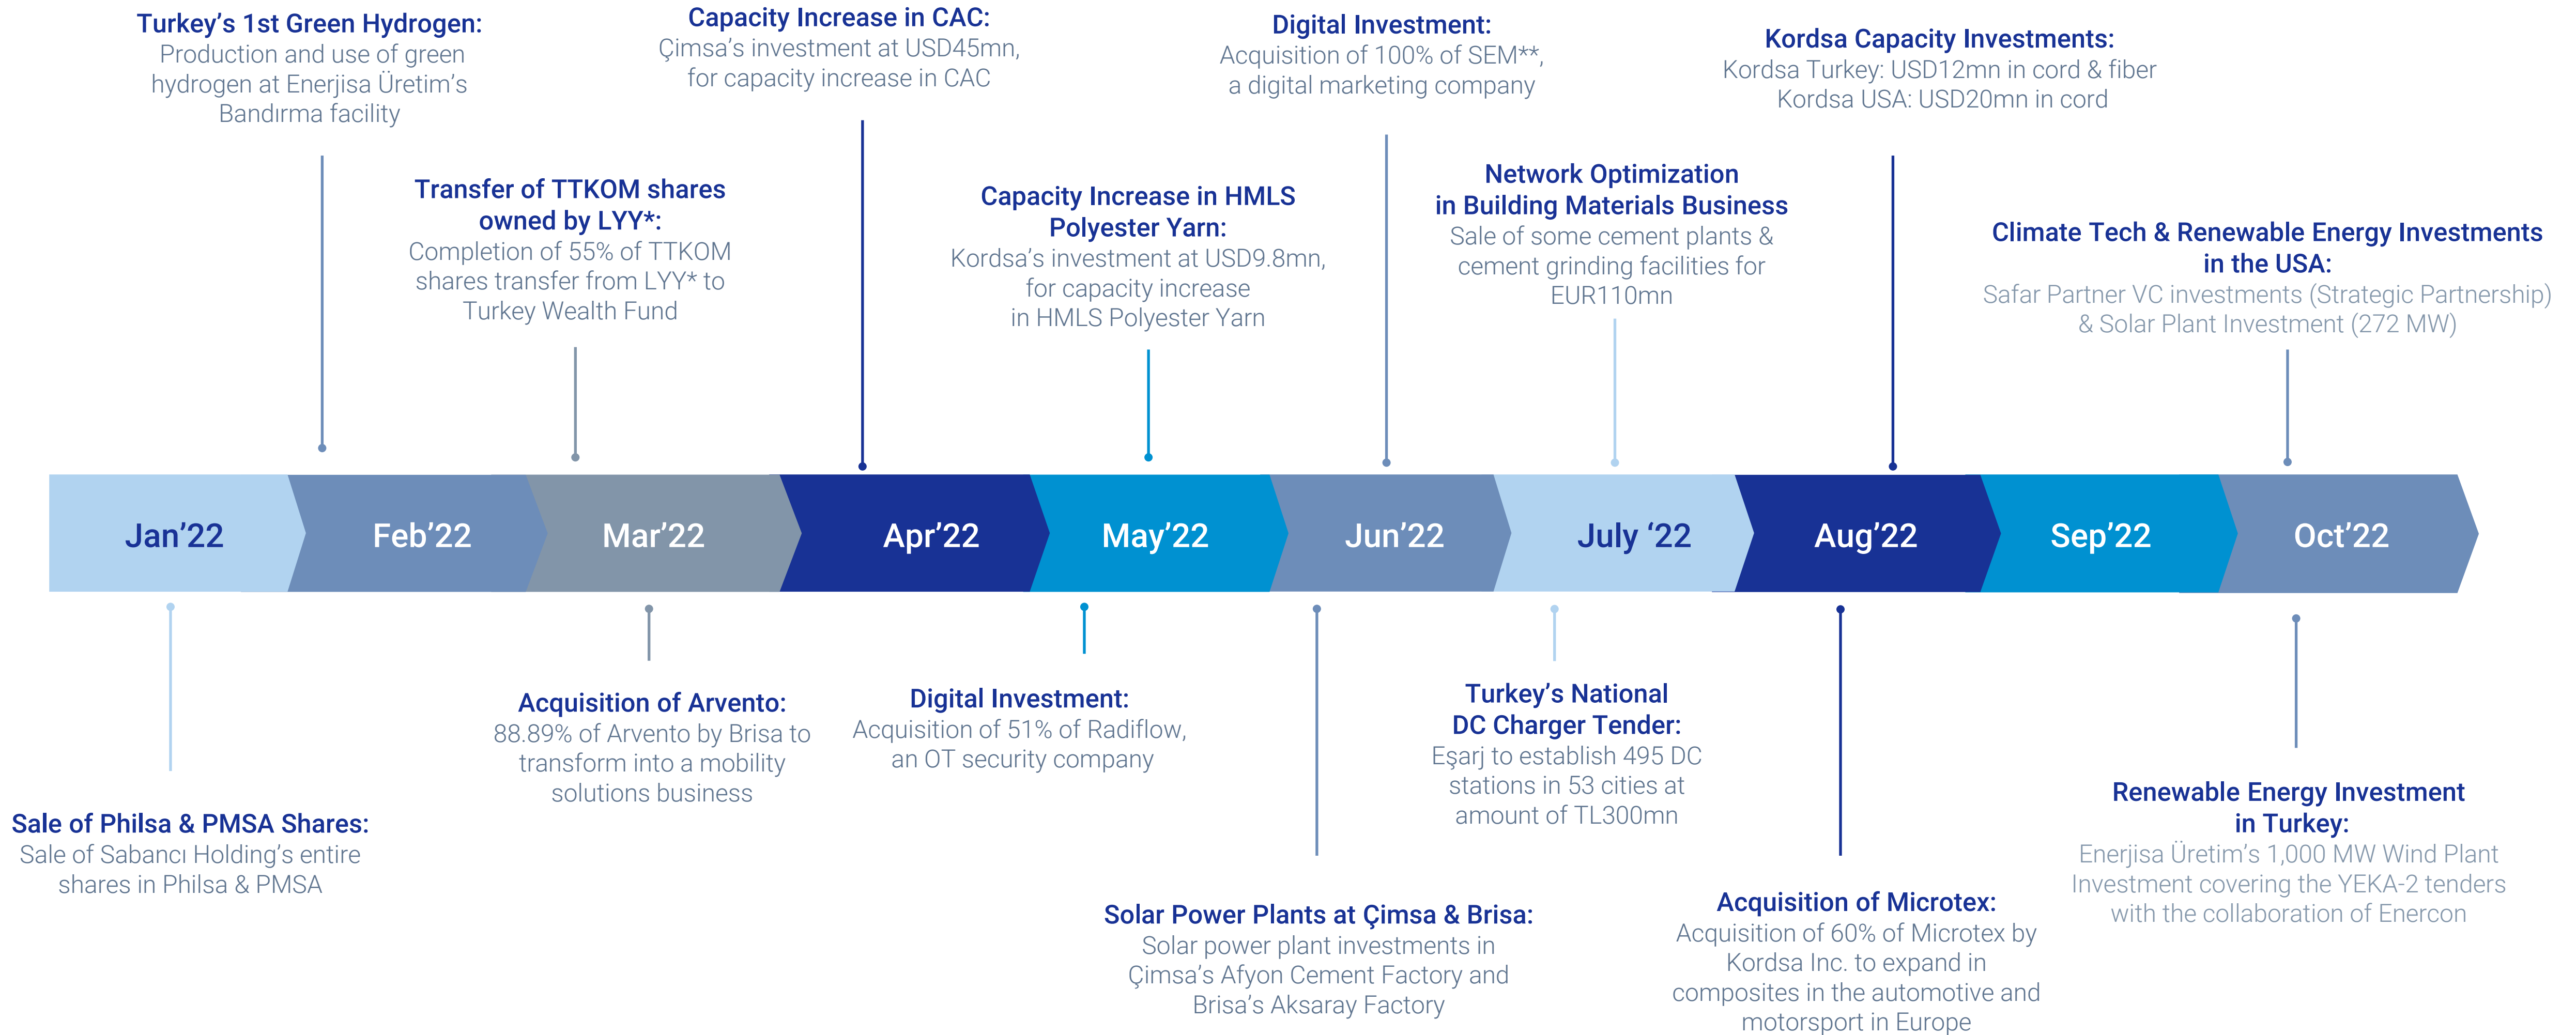 Turkey’s 1st Green Hydrogen:
Production and use of green
hydrogen at Enerjisa Üretim’s
Bandırma facility
Transfer of TTKOM shares
owned by LYY*:
Completion of 55% of TTKOM
shares transfer from LYY* to
Turkey Wealth Fund
Capacity Increase in CAC:
Çimsa’s investment at USD45mn,
for capacity increase in CAC
Capacity Increase in HMLS
Polyester Yarn:
Kordsa’s investment at USD9.8mn,
for capacity increase
in HMLS Polyester Yarn
Digital Investment:
Acquisition of 100% of SEM**,
a digital marketing company
Network Optimization
in Building Materials Business
Sale of some cement plants &
cement grinding facilities for
EUR110mn
Kordsa Capacity Investments:
Kordsa Turkey: USD12mn in cord & fiber
Kordsa USA: USD20mn in cord
Climate Tech & Renewable Energy Investments
in the USA:
Safar Partner VC investments (Strategic Partnership)
& Solar Plant Investment (272 MW)
Jan’22
Feb’22
Mar’22
Apr’22
May’22
Jun’22
July ‘22
Aug’22
Sep’22
Oct’22
Sale of Philsa & PMSA Shares:
Sale of Sabancı Holding’s entire
shares in Philsa & PMSA
Acquisition of Arvento:
88.89% of Arvento by Brisa to
transform into a mobility
solutions business
Digital Investment:
Acquisition of 51% of Radiflow,
an OT security company
Solar Power Plants at Çimsa & Brisa:
Solar power plant investments in
Çimsa’s Afyon Cement Factory and
Brisa’s Aksaray Factory
Turkey’s National
DC Charger Tender:
Eşarj to establish 495 DC
stations in 53 cities at
amount of TL300mn
Acquisition of Microtex:
Acquisition of 60% of Microtex by
Kordsa Inc. to expand in
composites in the automotive and
motorsport in Europe
Renewable Energy Investment
in Turkey:
Enerjisa Üretim’s 1,000 MW Wind Plant
Investment covering the YEKA-2 tenders
with the collaboration of Enercon